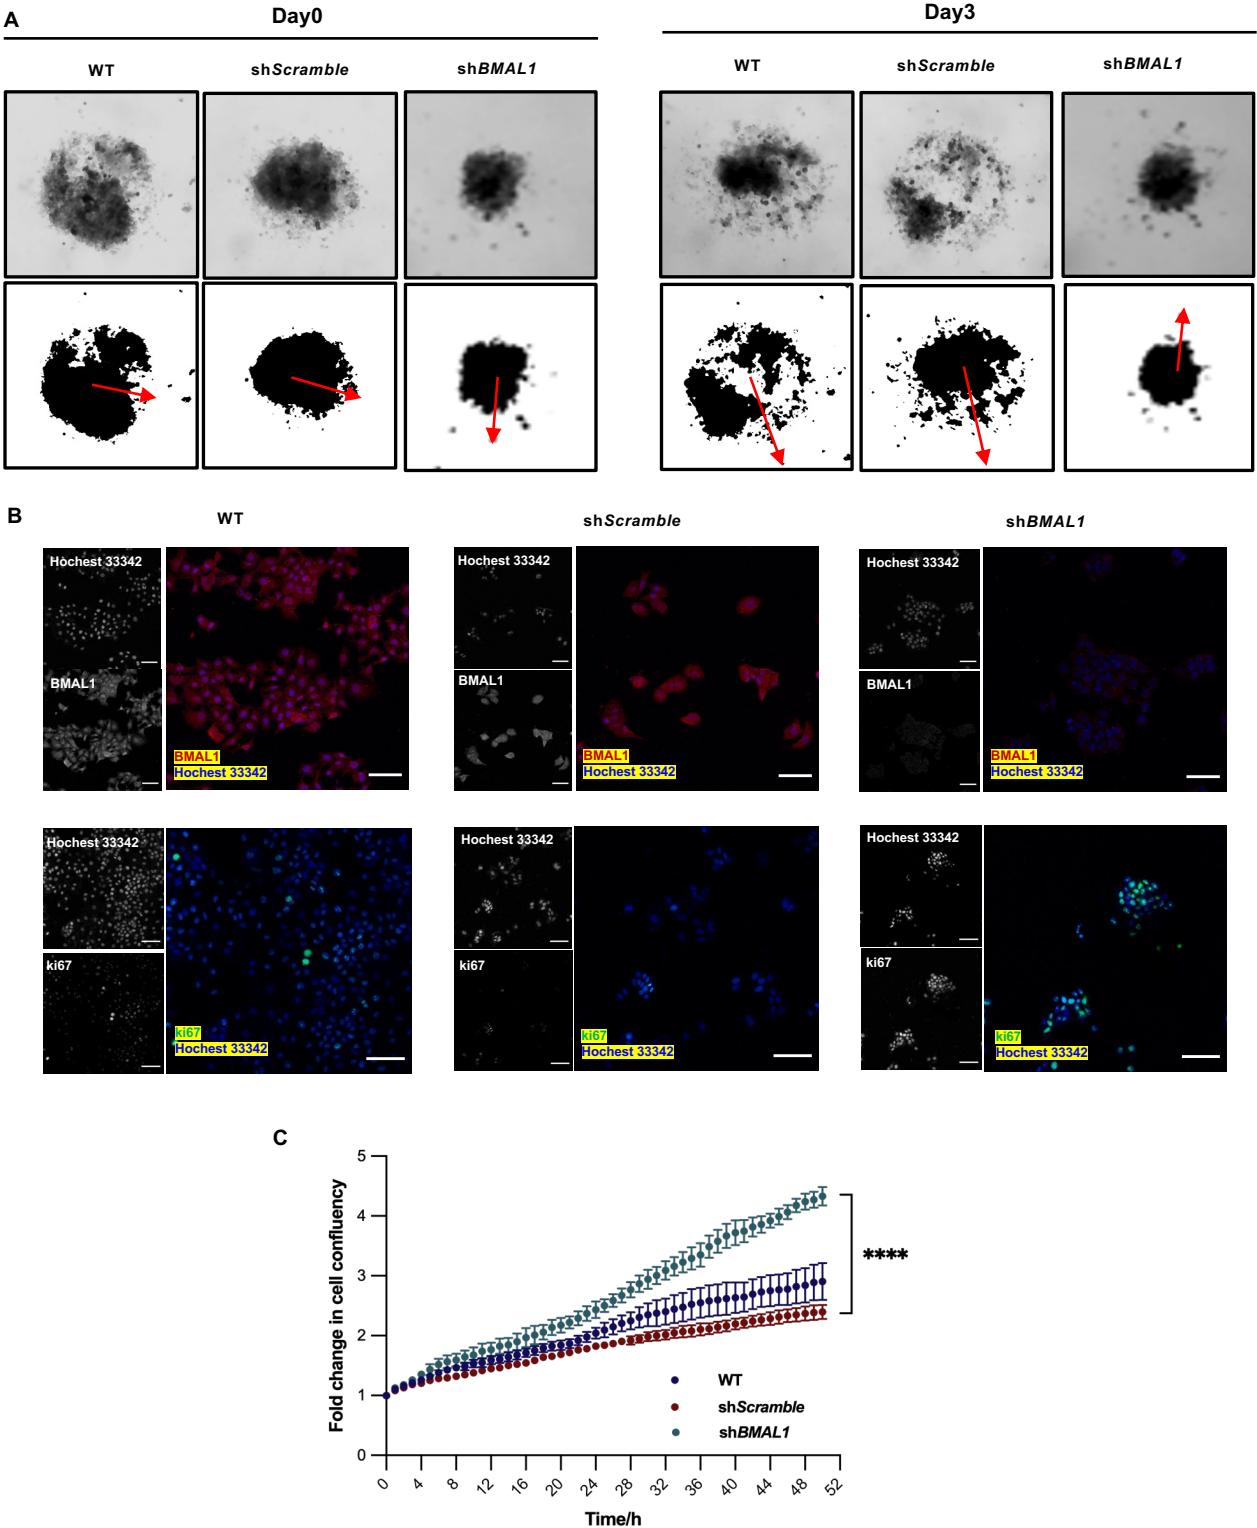 A
Day0
Day3
WT
shScramble
shBMAL1
WT
shScramble
shBMAL1
B
WT
shScramble
shBMAL1
Hochest 33342
BMAL1
BMAL1
Hochest 33342
Hochest 33342
BMAL1
BMAL1
Hochest 33342
Hochest 33342
BMAL1
BMAL1
Hochest 33342
Hochest 33342
ki67
ki67
Hochest 33342
Hochest 33342
ki67
ki67
Hochest 33342
Hochest 33342
ki67
ki67
Hochest 33342
C
Fold change in cell confluency
5
4
3
2
1
0
****
WT
shScramble
shBMAL1
0 4 8 12 16 20 24 28 32 36 40 44 48 52
Time/h